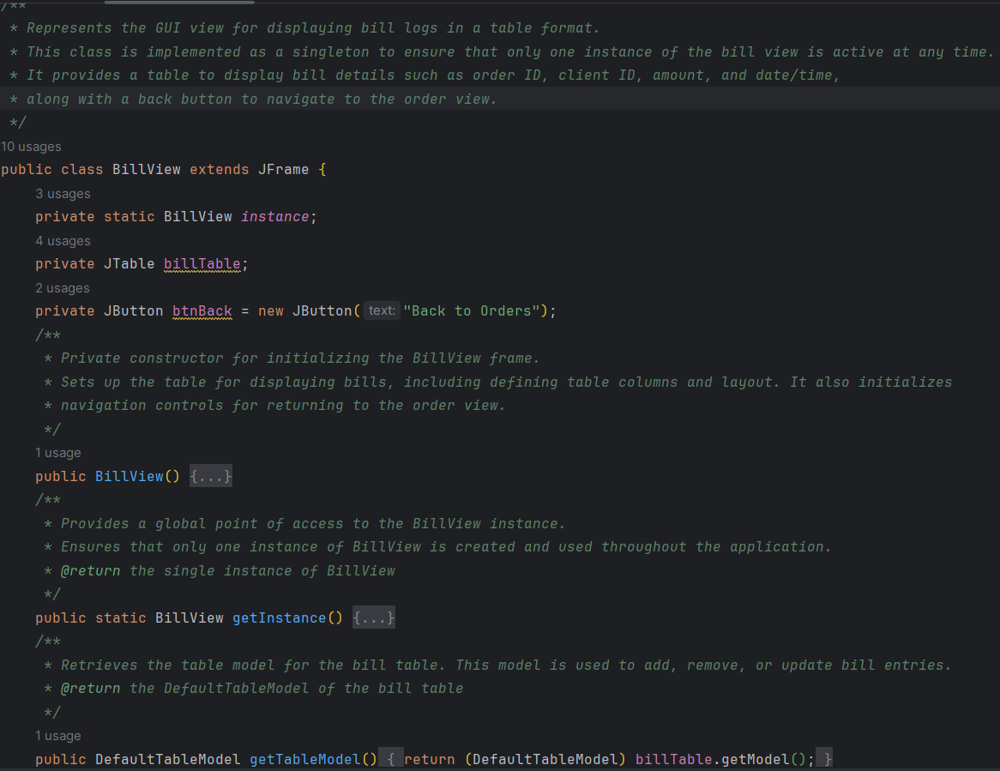 /**
* Represents the GUI view for displaying bill logs in a table format.
* This class is implemented as a singleton to ensure that only one instance of the bill view is active at any time.
* It provides a table to display bill details such as order ID, client ID, amount, and date/time,
* along with a back button to navigate to the order view.
*/
10 usages
public class BillView extends JFrame {
3 usages
private static BillView instance;
4 usages
private JTable billTable;
2 usages
private JButton btnBack = new JButton( text: "Back to Orders");
/**
* Private constructor for initializing the BillView frame.
* Sets up the table for displaying bills, including defining table columns and layout. It also initializes
* navigation controls for returning to the order view.
*/
1 usage
public BillView() {...}
/**
* Provides a global point of access to the BillView instance.
* Ensures that only one instance of BillView is created and used throughout the application.
* @return the single instance of BillView
*/
public static BillView getInstance() {...}
/**
* Retrieves the table model for the bill table. This model is used to add, remove, or update bill entries.
* @return the DefaultTableModel of the bill table
*/
1 usage
public DefaultTableModel getTableModel() { return (DefaultTableModel) billTable.getModel(); }